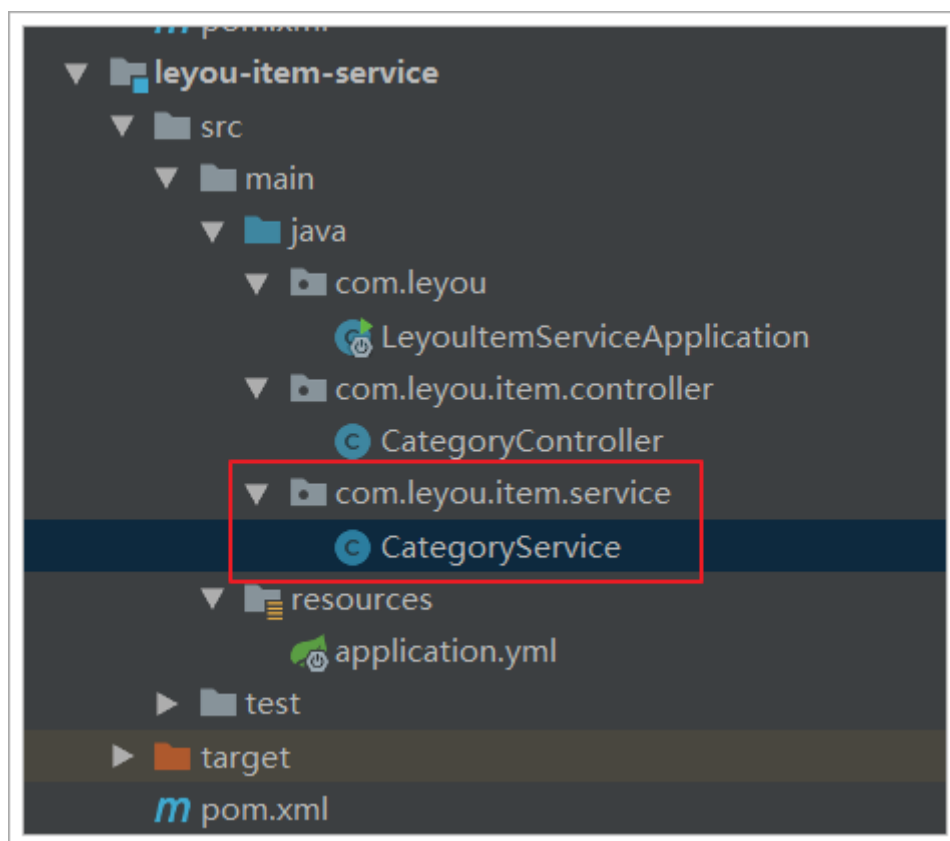 leyou-item-service
src
main
java
com.leyou
LeyouItemServiceApplication
com.leyou.item.controller
CategoryController
com.leyou.item.service
CategoryService
resources
application.yml
test
target
pom.xml